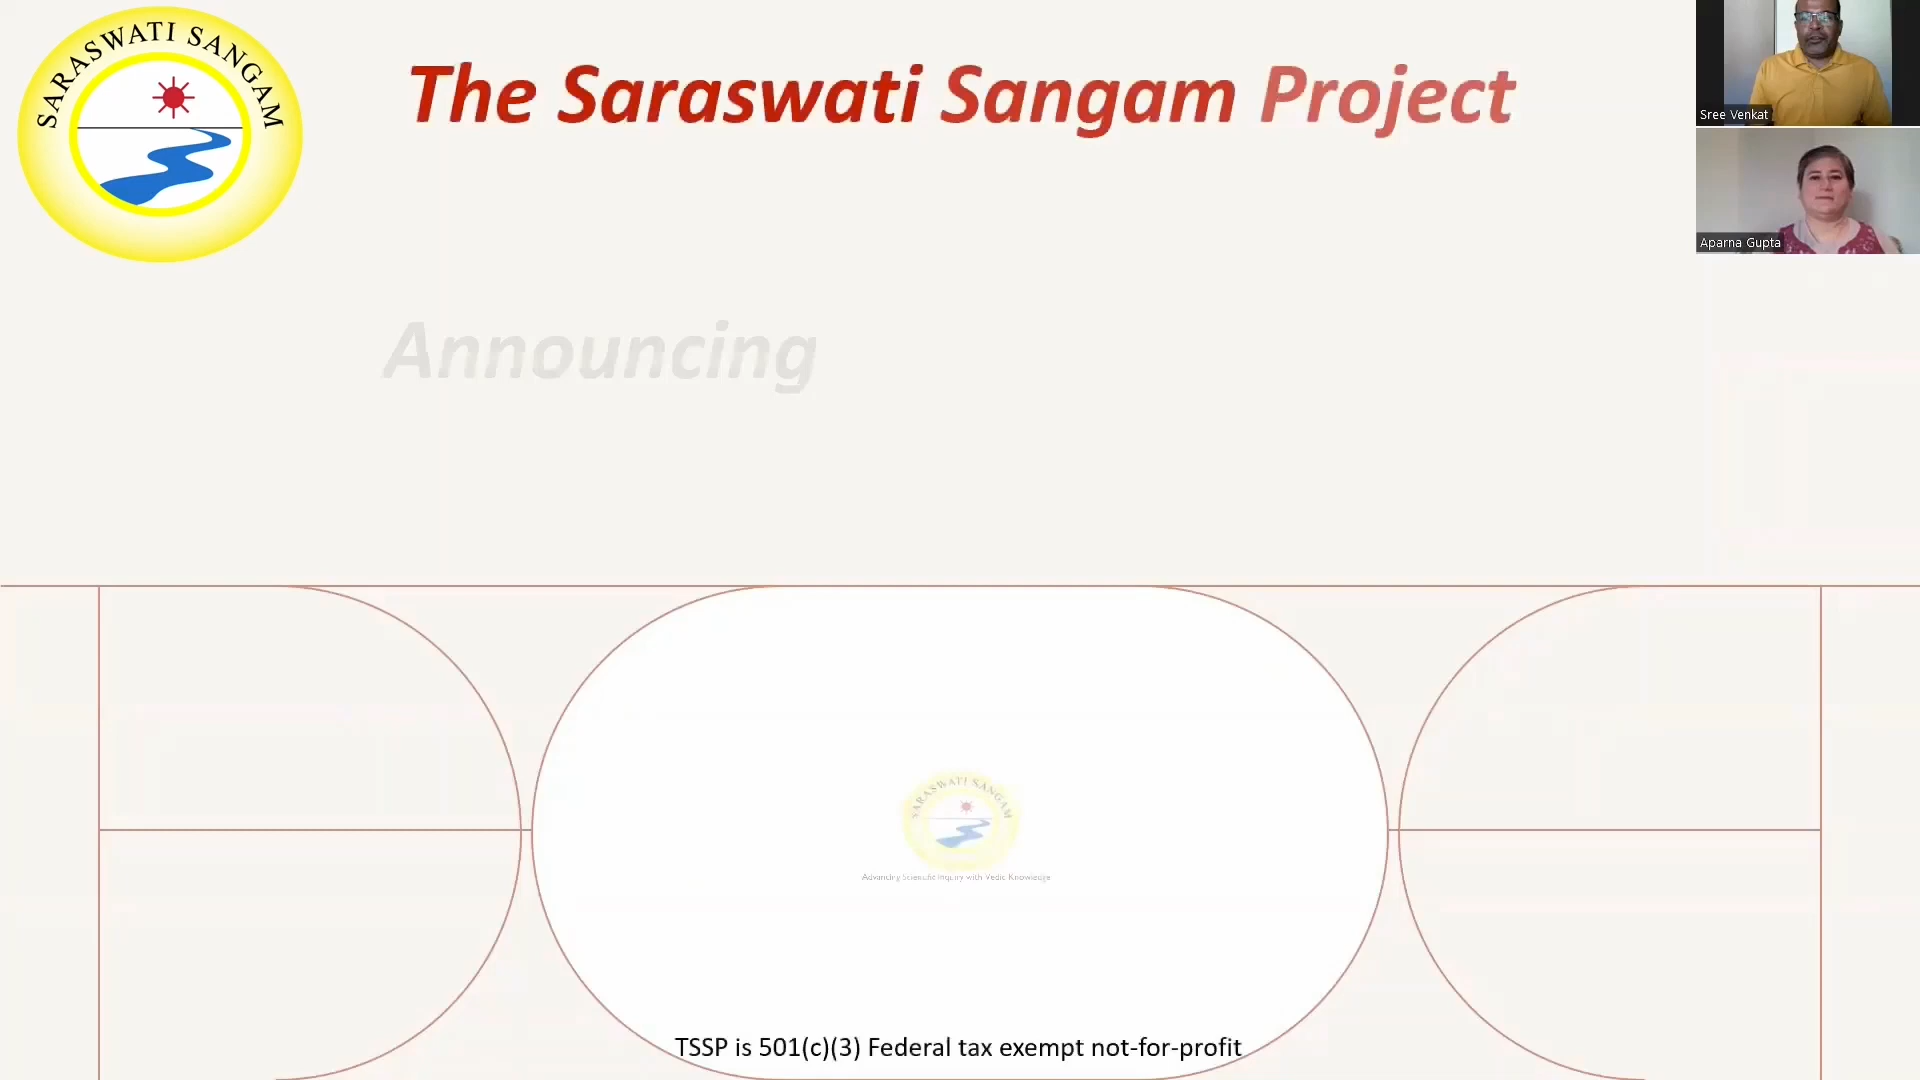 SARASWATI SANGAM
The Saraswati Sangam Project
Sree Venkat
Aparna Gupta
Announcing
SARASWATI SANGAM
Advancing Scientific Inquiry with Vedic Knowledge
TSSP is 501(c)(3) Federal tax exempt not-for-profit